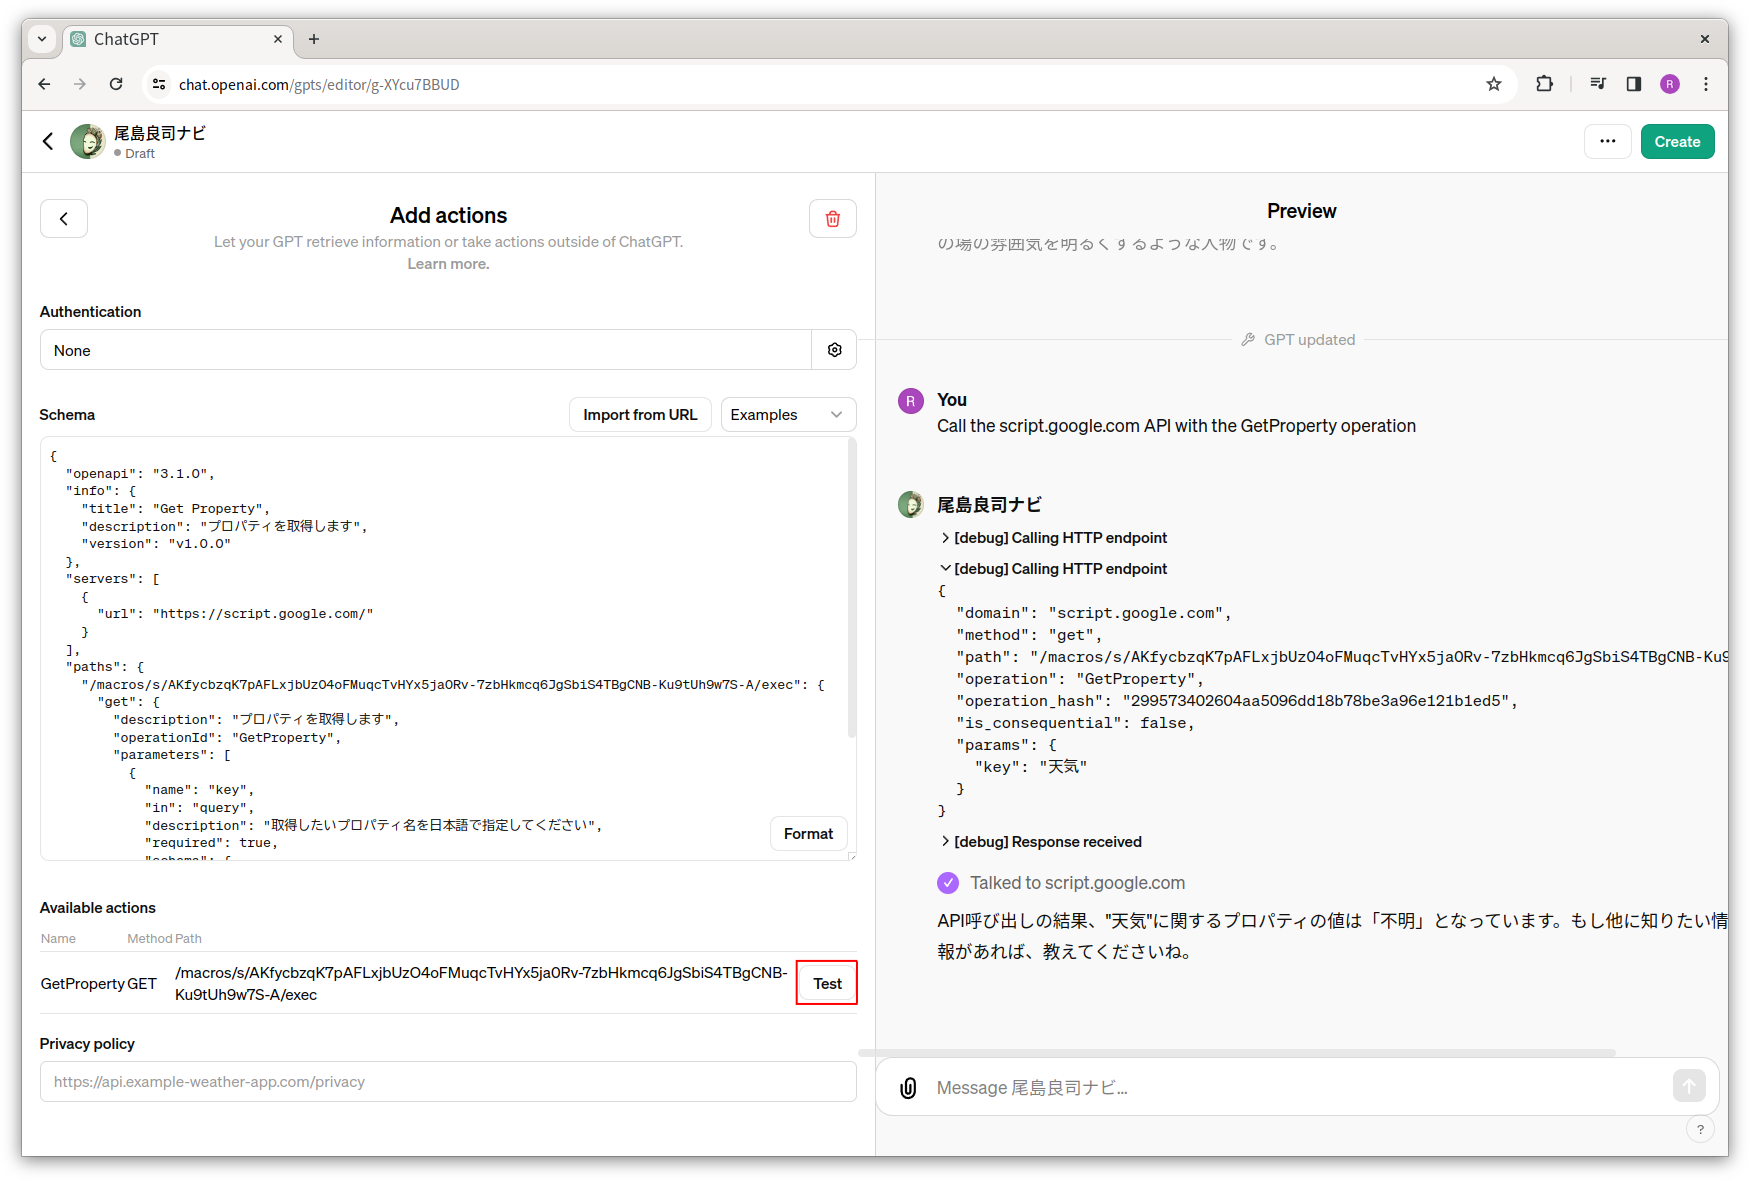 ChatGPT
chat.openai.com/gpts/editor/g-XYcu7BBUD
R
尾島良司ナビ
Draft
Create
Add actions
Let your GPT retrieve information or take actions outside of ChatGPT.
Learn more.
Authentication
None
Schema
Import from URL
Examples
{
"openapi": "3.1.0",
"info": {
"title": "Get Property",
"description": "プロパティを取得します",
"version": "v1.0.0"
},
"servers": [
{
"url": "https://script.google.com/"
}
],
"paths": {
"/macros/s/AKfycbzqK7pAFLxjbUzO4oFMuqcTvHYx5ja0Rv-7zbHkmcq6JgSbiS4TBgCNB-Ku9tUh9w7S-A/exec": {
"get": {
"description": "プロパティを取得します",
"operationId": "GetProperty",
"parameters": [
{
"name": "key",
"in": "query",
"description": "取得したいプロパティ名を日本語で指定してください",
"required": true,
"schema": {
Format
Available actions
Name Method Path
GetProperty GET /macros/s/AKfycbzqK7pAFLxjbUzO4oFMuqcTvHYx5ja0Rv-7zbHkmcq6JgSbiS4TBgCNB-
Ku9tUh9w7S-A/exec
Test
Privacy policy
https://api.example-weather-app.com/privacy
Preview
の場の雰囲気を明るくするような人物です。
GPT updated
R
You
Call the script.google.com API with the GetProperty operation
尾島良司ナビ
[debug] Calling HTTP endpoint
[debug] Calling HTTP endpoint
{
"domain": "script.google.com",
"method": "get",
"path": "/macros/s/AKfycbzqK7pAFLxjbUzO4oFMuqcTvHYx5ja0Rv-7zbHkmcq6JgSbiS4TBgCNB-Ku9
"operation": "GetProperty",
"operation_hash": "299573402604aa5096dd18b78be3a96e121b1ed5",
"is_consequential": false,
"params": {
"key": "天気"
}
}
[debug] Response received
Talked to script.google.com
API呼び出しの結果、"天気"に関するプロパティの値は「不明」となっています。もし他に知りたい情
報があれば、教えてくださいね。
Message 尾島良司ナビ…
?